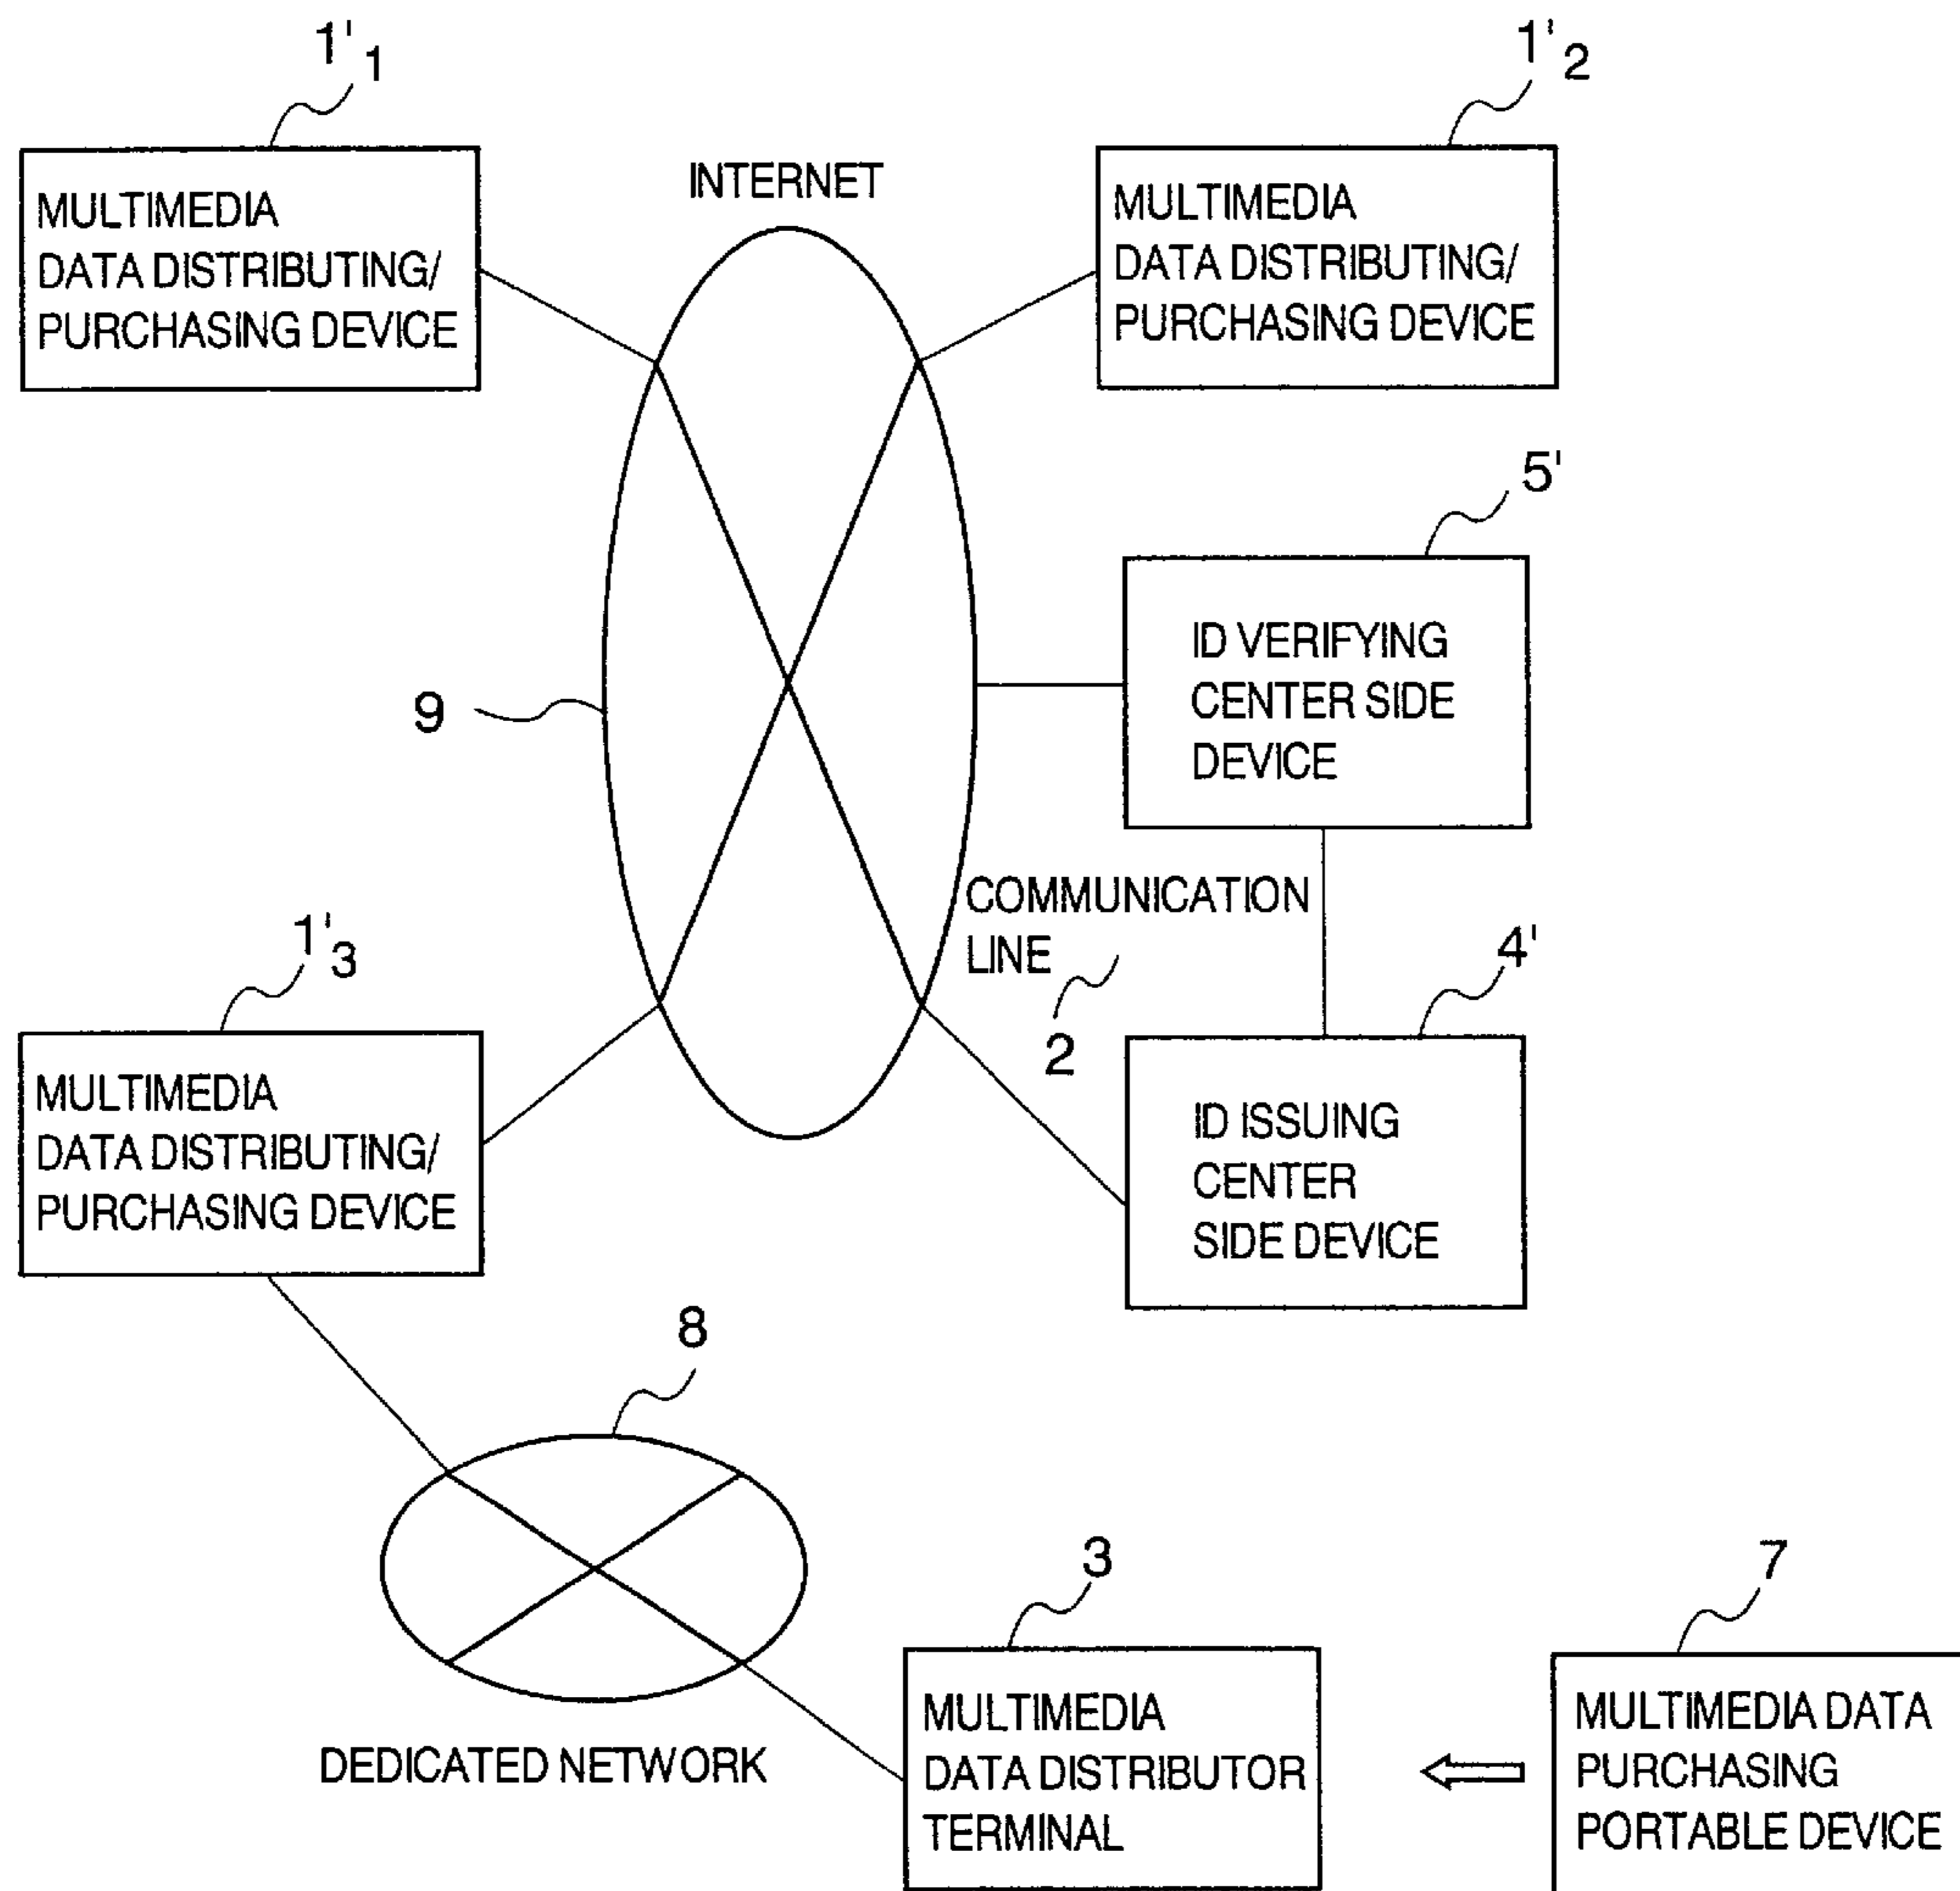 1'1
1'2
MULTIMEDIA
DATA DISTRIBUTING/
PURCHASING DEVICE
INTERNET
MULTIMEDIA
DATA DISTRIBUTING/
PURCHASING DEVICE
5'
ID VERIFYING
CENTER SIDE
DEVICE
9
COMMUNICATION
LINE
2
1'3
4'
MULTIMEDIA
DATA DISTRIBUTING/
PURCHASING DEVICE
ID ISSUING
CENTER
SIDE DEVICE
8
DEDICATED NETWORK
3
MULTIMEDIA
DATA DISTRIBUTOR
TERMINAL
7
MULTIMEDIA DATA
PURCHASING
PORTABLE DEVICE